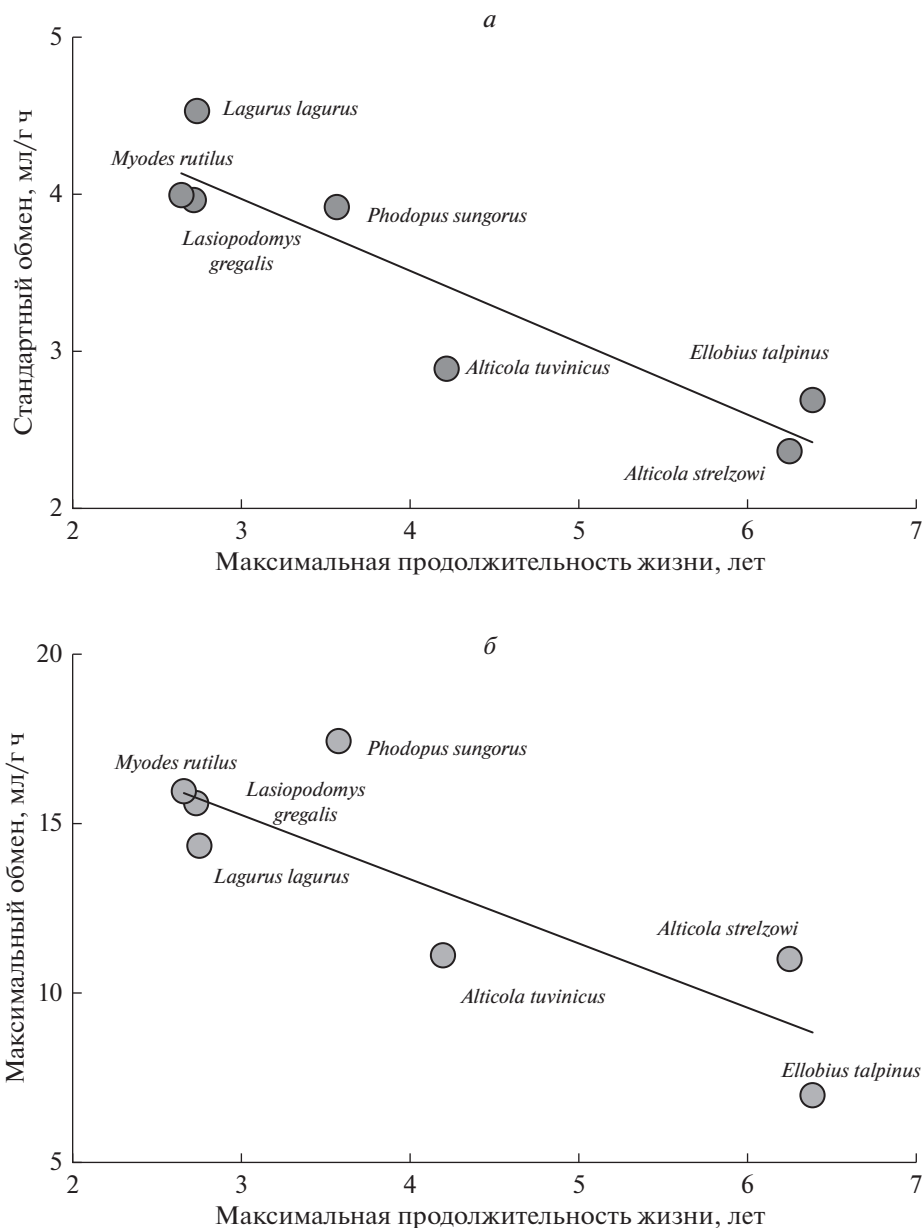 а
5
Lagurus lagurus
Myodes rutilus
4
Phodopus sungorus
Lasiopodomys
gregalis
Стандартный обмен, мл/г ч
3
Ellobius talpinus
Alticola tuvinicus
Alticola strelzowi
2
2 3 4 5 6 7
Максимальная продолжительность жизни, лет
б
20
Phodopus sungorus
Myodes rutilus
Lasiopodomys
gregalis
15
Lagurus lagurus
Максимальный обмен, мл/г ч
Alticola strelzowi
10
Alticola tuvinicus
Ellobius talpinus
5
2 3 4 5 6 7
Максимальная продолжительность жизни, лет